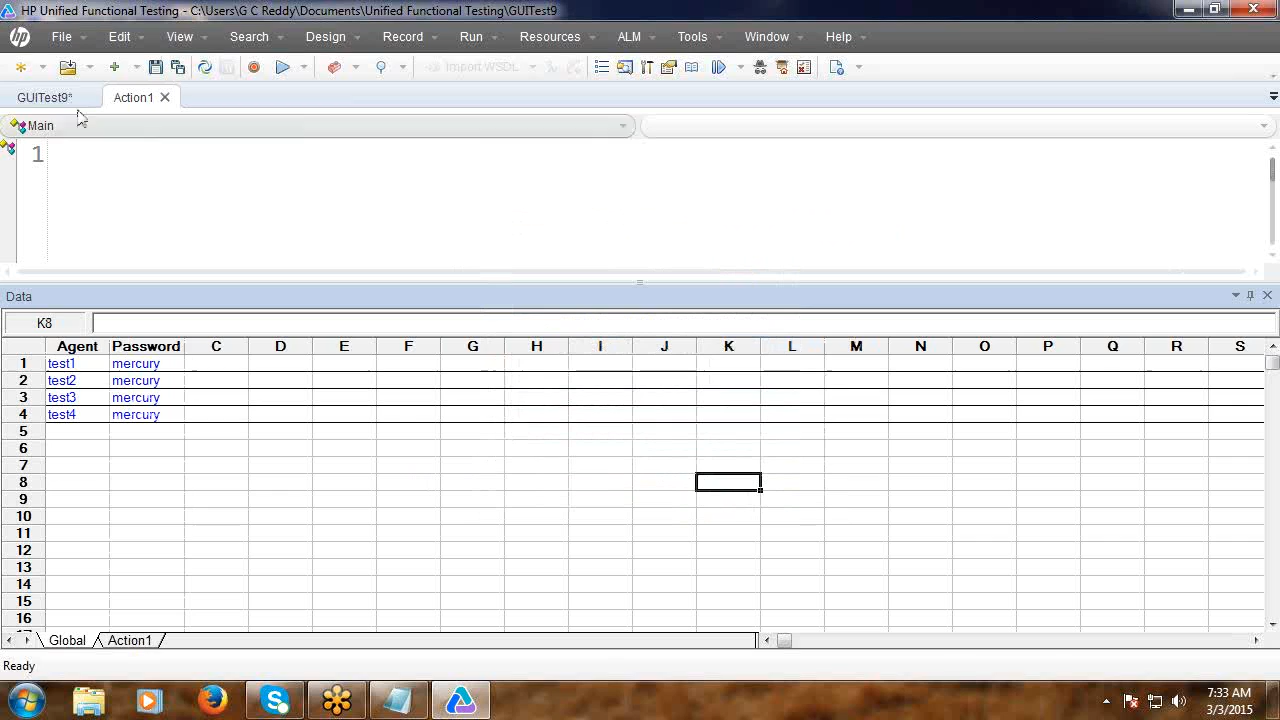 HP Unified Functional Testing - C:\Users\G C Reddy\Documents\Unified Functional Testing\GUITest9
hp File Edit View Search Design Record Run Resources ALM Tools Window Help
Import WSDL
GUITest9* Action1
Main
1
Data
K8
Agent Password C D E F G H I J K L M N O P Q R S
1 test1 mercury
2 test2 mercury
3 test3 mercury
4 test4 mercury
5
6
7
8
9
10
11
12
13
14
15
16
Global Action1
Ready
7:33 AM
3/3/2015